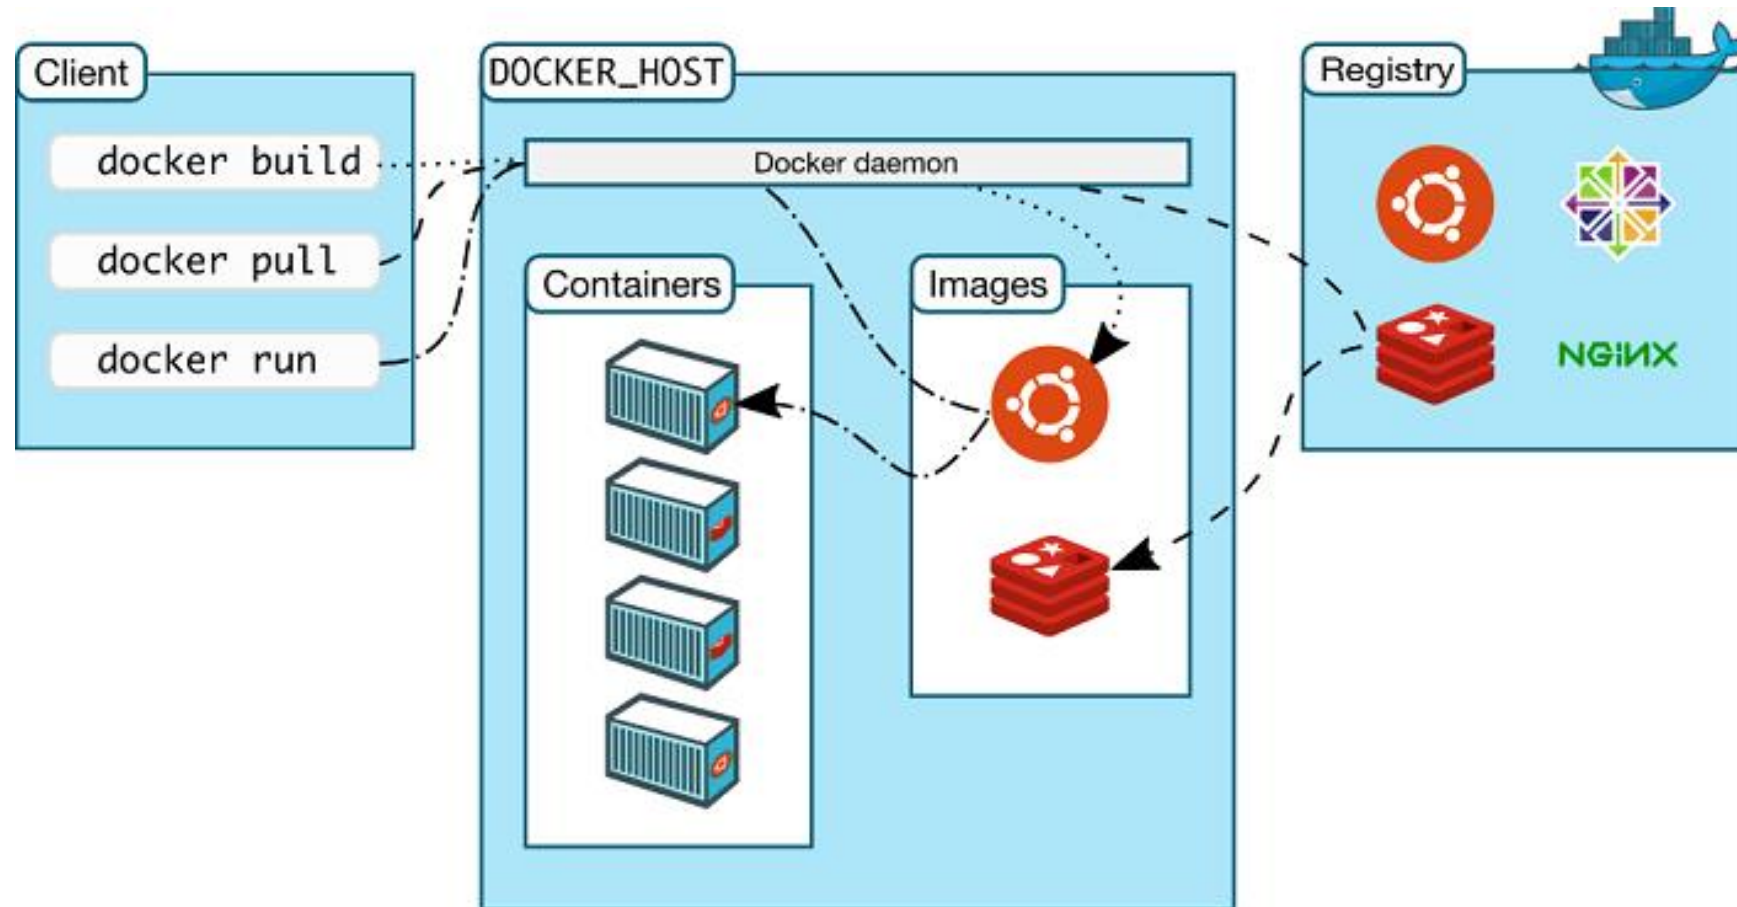 Client
docker build
docker pull
docker run
DOCKER_HOST
Docker daemon
Containers
Images
Registry
NGiNX